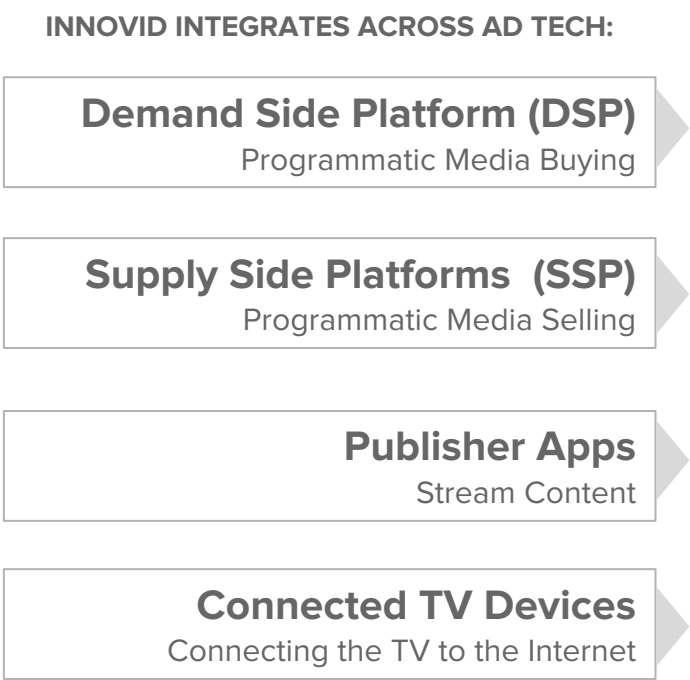 INNOVID INTEGRATES ACROSS AD TECH:
Demand Side Platform (DSP)
Programmatic Media Buying
Supply Side Platforms (SSP)
Programmatic Media Selling
Publisher Apps
Stream Content
Connected TV Devices
Connecting the TV to the Internet